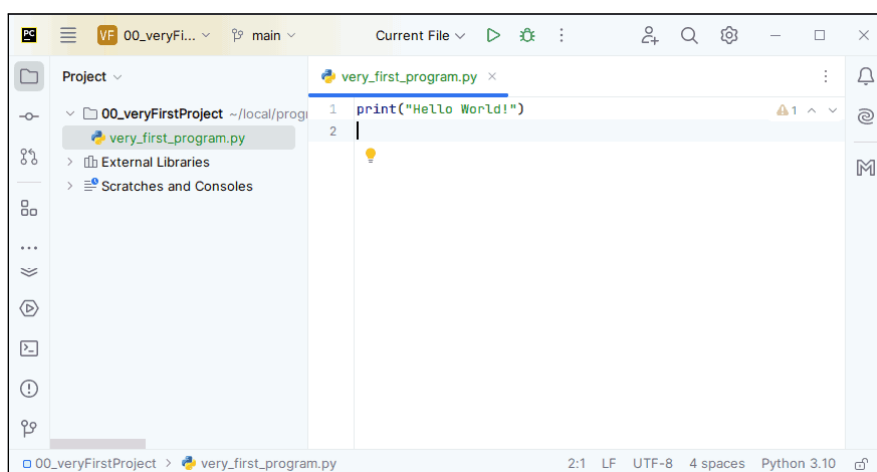 PC VF 00_veryFi... main Current File
Project
very_first_program.py
00_veryFirstProject ~/local/progr
very_first_program.py
External Libraries
Scratches and Consoles
1 print("Hello World!")
2
1
00_veryFirstProject > very_first_program.py 2:1 LF UTF-8 4 spaces Python 3.10